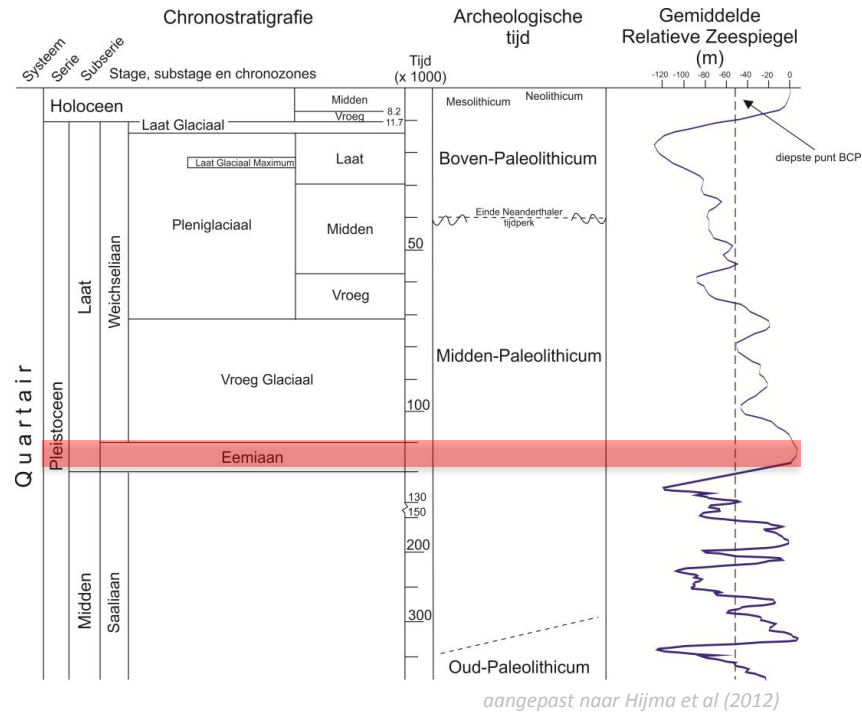 Chronostratigrafie
Archeologische
tijd
Gemiddelde
Relatieve Zeespiegel
(m)
Systeem
Serie
Subserie
Stage, substage en chronozones
Tijd
(x 1000)
-120 -100 -80 -60 -40 -20 0
Holoceen
Midden
8.2
Vroeg
11.7
Mesolithicum
Neolithicum
diepste punt BCP
Laat Glaciaal
Laat Glaciaal Maximum
Laat
Boven-Paleolithicum
Pleniglaciaal
Midden
Einde Neanderthaler
tijdperk
50
Vroeg
Laat
Weichseliaan
Midden-Paleolithicum
Vroeg Glaciaal
100
Quartair
Pleistoceen
Eemiaan
130
150
200
Midden
Saaliaan
300
Oud-Paleolithicum
aangepast naar Hijma et al (2012)